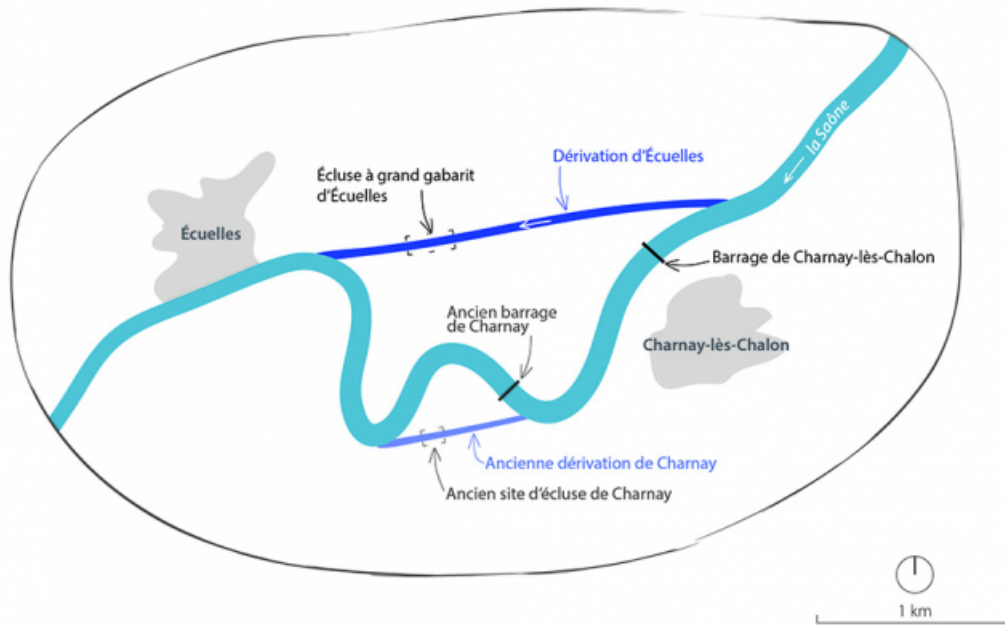 la Saône
Dérivation d'Écuelles
Écluse à grand gabarit
d'Écuelles
Écuelles
Barrage de Charnay-lès-Chalon
Ancien barrage
de Charnay
Charnay-lès-Chalon
Ancienne dérivation de Charnay
Ancien site d'écluse de Charnay
1 km